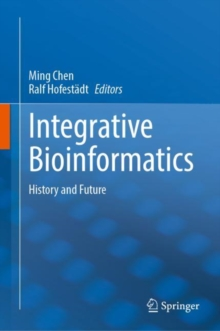 Ming Chen
Ralf Hofestädt Editors
Integrative
Bioinformatics
History and Future
Springer